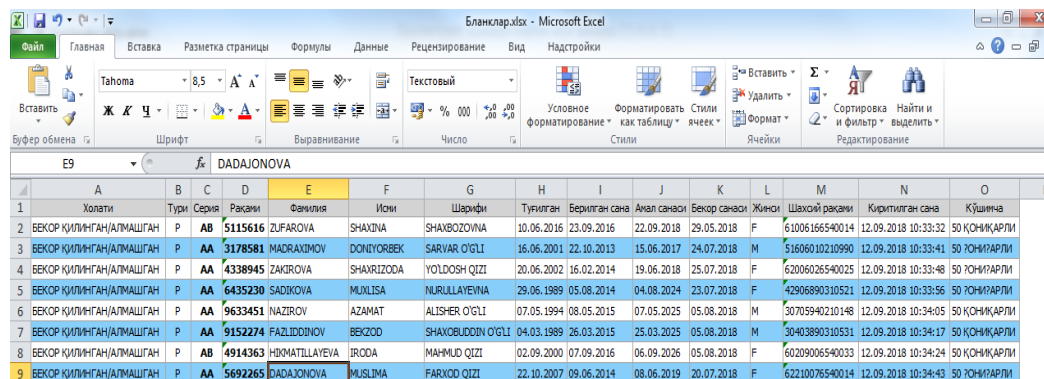 Бланклар.xlsx - Microsoft Excel
Файл Главная Вставка Разметка страницы Формулы Данные Рецензирование Вид Надстройки
Вставить
Tahoma 8,5
Ж К Ч
Текстовый
% 000
Условное форматирование
Форматировать как таблицу
Стили ячеек
Вставить
Удалить
Формат
Сортировка и фильтр
Найти и выделить
Буфер обмена Шрифт Выравнивание Число Стили Ячейки Редактирование
E9 fx DADAJONOVA
A B C D E F G H I J K L M N O
1 Холати Тури Серия Рақами Фамилия Исми Шарифи Туғилган Берилган сана Амал санаси Бекор санаси Жинси Шахсий рақами Киритилган сана Қўшимча
2 БЕКОР ҚИЛИНГАН/АЛМАШГАН P AB 5115616 ZUFAROVA SHAXINA SHAXBOZOVNA 10.06.2016 23.09.2016 22.09.2018 29.05.2018 F 61006166540014 12.09.2018 10:33:32 50 ҚОНИҚАРЛИ
3 БЕКОР ҚИЛИНГАН/АЛМАШГАН P AA 3178581 MADRAXIMOV DONIYORBEK SARVAR O'G'LI 16.06.2001 22.10.2013 15.06.2017 24.07.2018 M 51606010210990 12.09.2018 10:33:41 50 ?ОНИ?АРЛИ
4 БЕКОР ҚИЛИНГАН/АЛМАШГАН P AA 4338945 ZAKIROVA SHAXRIZODA YO'LDOSH QIZI 20.06.2002 16.02.2014 19.06.2018 25.07.2018 F 62006026540025 12.09.2018 10:33:48 50 ?ОНИ?АРЛИ
5 БЕКОР ҚИЛИНГАН/АЛМАШГАН P AA 6435230 SADIKOVA MUXLISA NURULLAYEVNA 29.06.1989 05.08.2014 04.08.2024 23.07.2018 F 42906890310521 12.09.2018 10:33:56 50 ?ОНИ?АРЛИ
6 БЕКОР ҚИЛИНГАН/АЛМАШГАН P AA 9633451 NAZIROV AZAMAT ALISHER O'G'LI 07.05.1994 08.05.2015 07.05.2025 05.08.2018 M 30705940210148 12.09.2018 10:34:05 50 ҚОНИҚАРЛИ
7 БЕКОР ҚИЛИНГАН/АЛМАШГАН P AA 9152274 FAZLIDDINOV BEKZOD SHAXOBUDDIN O'G'LI 04.03.1989 26.03.2015 25.03.2025 05.08.2018 M 30403890310531 12.09.2018 10:34:17 50 ҚОНИҚАРЛИ
8 БЕКОР ҚИЛИНГАН/АЛМАШГАН P AB 4914363 HIKMATILLAYEVA IRODA MAHMUD QIZI 02.09.2000 07.09.2016 06.09.2026 05.08.2018 F 60209006540033 12.09.2018 10:34:24 50 ҚОНИҚАРЛИ
9 БЕКОР ҚИЛИНГАН/АЛМАШГАН P AA 5692265 DADAJONOVA MUSLIMA FARXOD QIZI 22.10.2007 09.06.2014 08.06.2019 20.07.2018 F 62210076540014 12.09.2018 10:34:43 50 ?ОНИ?АРЛИ